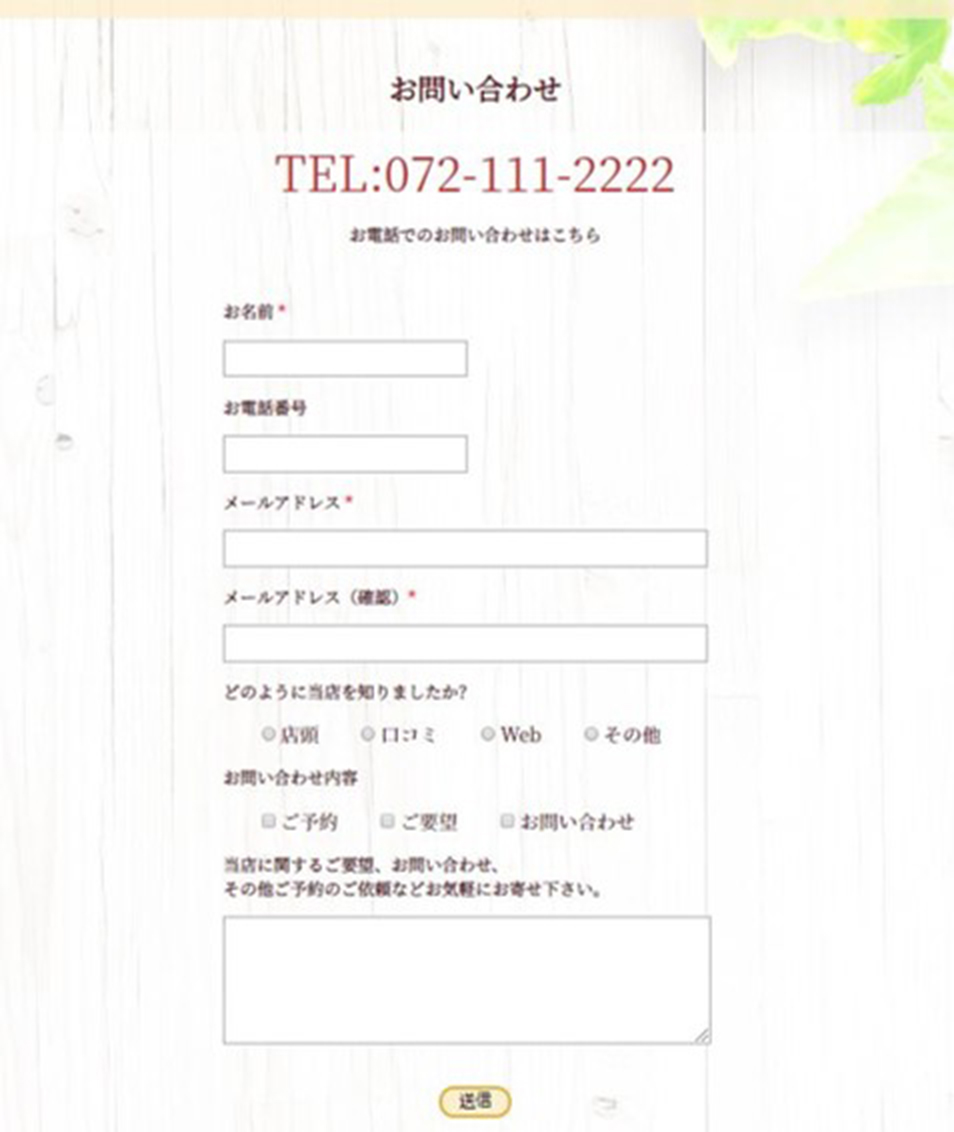 お問い合わせ
TEL:072-111-2222
お電話でのお問い合わせはこちら
お名前*
お電話番号
メールアドレス*
メールアドレス（確認）*
どのように当店を知りましたか?
店頭 口コミ Web その他
お問い合わせ内容
ご予約 ご要望 お問い合わせ
当店に関するご要望、お問い合わせ、
その他ご予約のご依頼などお気軽にお寄せ下さい。
送信